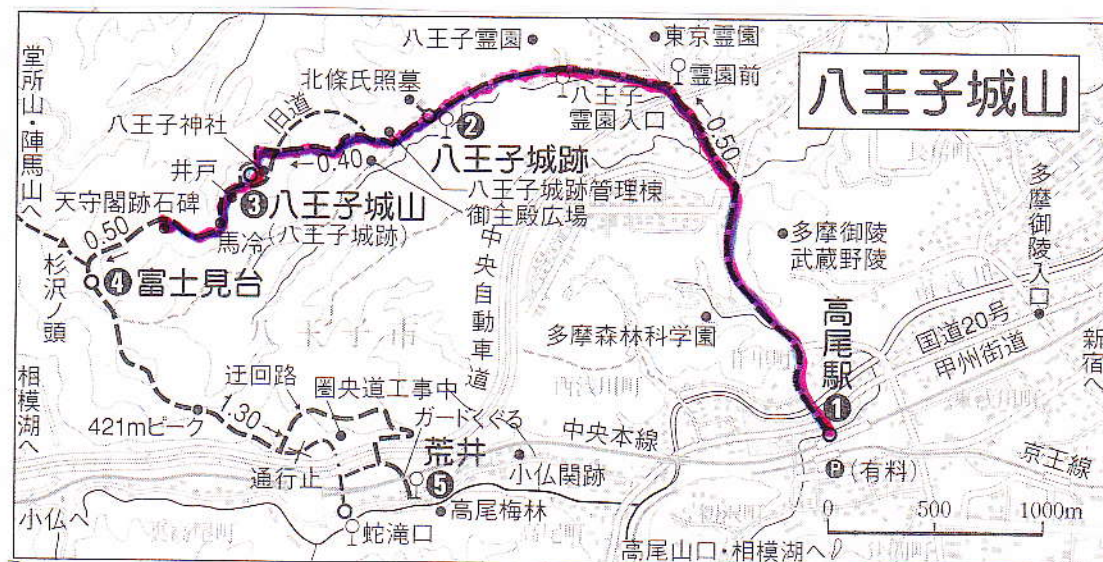 八王子城山
堂所山・陣馬山へ
八王子霊園
東京霊園
霊園前
北條氏照墓
八王子霊園入口
旧道
八王子神社
❷
八王子城跡
0.50
0.40
井戸
八王子城跡管理棟
御主殿広場
天守閣跡石碑
❸八王子城山
(八王子城跡)
馬冷
0.50
中央自動車道
多摩御陵
武蔵野陵
多摩御陵入口
杉沢ノ頭
❹富士見台
八王子市
多摩森林科学園
高尾駅
❶
国道20号
甲州街道
新宿へ
相模湖へ
迂回路
圏央道工事中
ガードくぐる
421mピーク
1.30
荒井
❺
中央本線
小仏関跡
京王線
通行止
P(有料)
小仏へ
蛇滝口
高尾梅林
高尾山口・相模湖へ
0 500 1000m